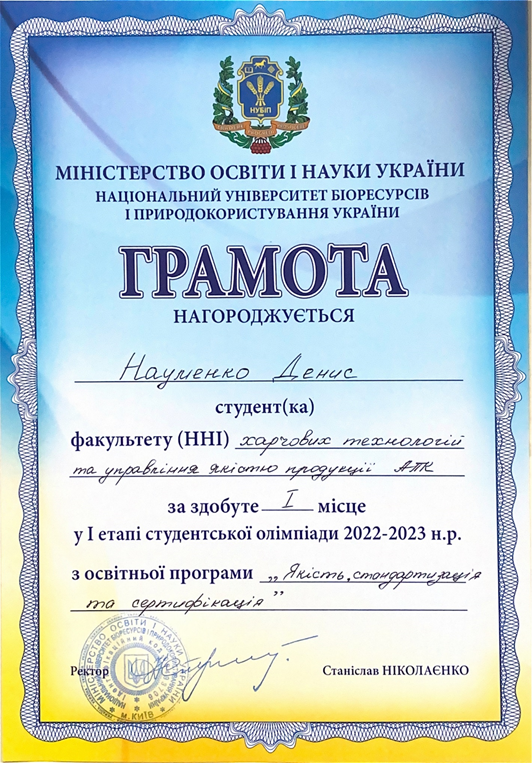 НУБІП
МІНІСТЕРСТВО ОСВІТИ І НАУКИ УКРАЇНИ
НАЦІОНАЛЬНИЙ УНІВЕРСИТЕТ БІОРЕСУРСІВ
І ПРИРОДОКОРИСТУВАННЯ УКРАЇНИ
ГРАМОТА
НАГОРОДЖУЄТЬСЯ
Науменко Денис
студент(ка)
факультету (ННІ) харчових технологій
та управління якістю продукції АПК
за здобуте I місце
у І етапі студентської олімпіади 2022-2023 н.р.
з освітньої програми „Якість, стандартизація
та сертифікація”
Ректор Станіслав НІКОЛАЄНКО
МІНІСТЕРСТВО ОСВІТИ І НАУКИ УКРАЇНИ
м. КИЇВ